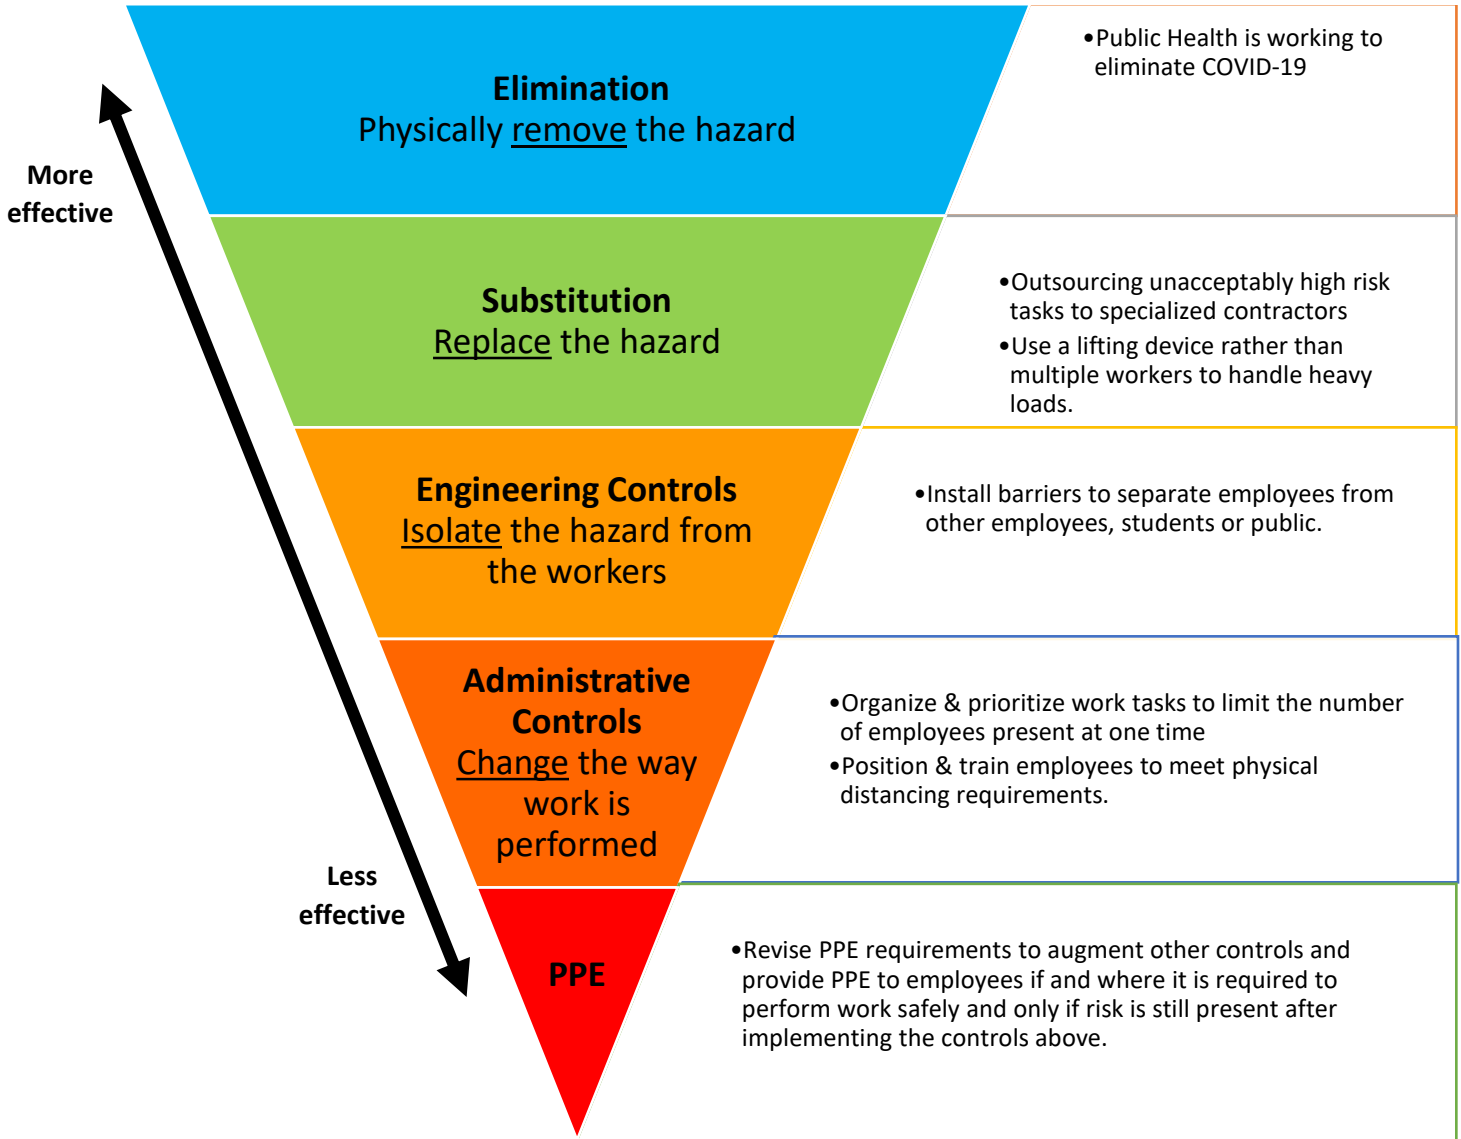 Elimination
Physically remove the hazard
•Public Health is working to
eliminate COVID-19
More
effective
Substitution
Replace the hazard
•Outsourcing unacceptably high risk
tasks to specialized contractors
•Use a lifting device rather than
multiple workers to handle heavy
loads.
Engineering Controls
Isolate the hazard from
the workers
•Install barriers to separate employees from
other employees, students or public.
Administrative
Controls
Change the way
work is
performed
•Organize & prioritize work tasks to limit the number
of employees present at one time
•Position & train employees to meet physical
distancing requirements.
Less
effective
PPE
•Revise PPE requirements to augment other controls and
provide PPE to employees if and where it is required to
perform work safely and only if risk is still present after
implementing the controls above.